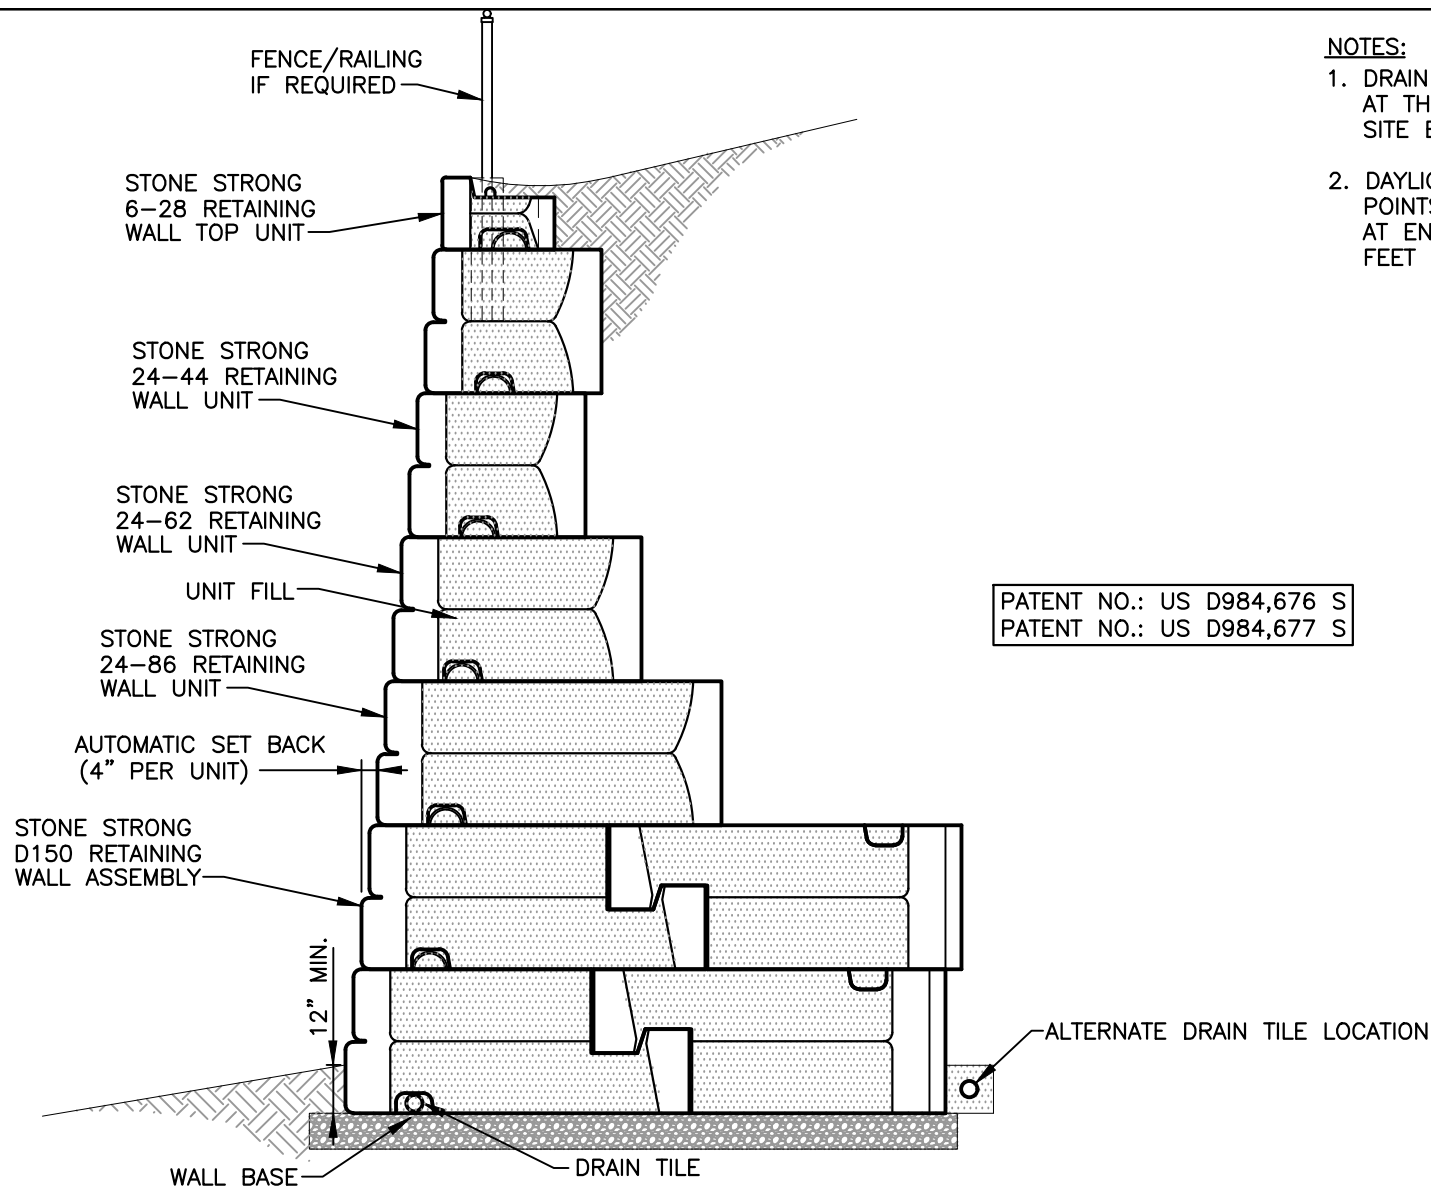 FENCE/RAILING
IF REQUIRED
STONE STRONG
6-28 RETAINING
WALL TOP UNIT
STONE STRONG
24-44 RETAINING
WALL UNIT
STONE STRONG
24-62 RETAINING
WALL UNIT
UNIT FILL
STONE STRONG
24-86 RETAINING
WALL UNIT
AUTOMATIC SET BACK
(4" PER UNIT)
STONE STRONG
D150 RETAINING
WALL ASSEMBLY
12" MIN.
WALL BASE
DRAIN TILE
ALTERNATE DRAIN TILE LOCATION
PATENT NO.: US D984,676 S
PATENT NO.: US D984,677 S
NOTES:
1. DRAIN
AT
SITE
2.
POINTS
AT
FEET